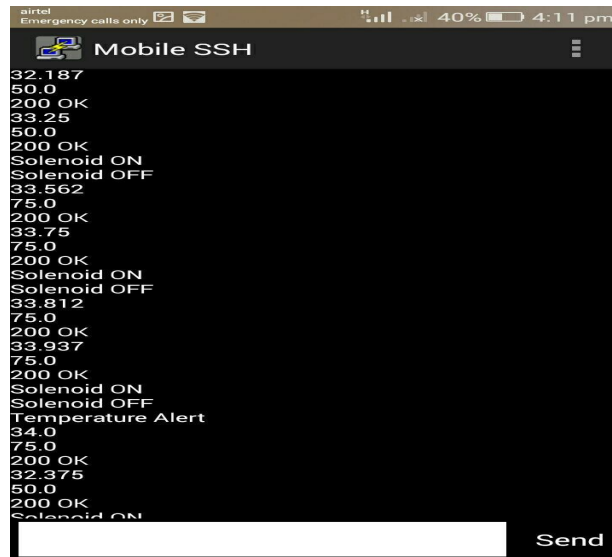 airtel
Emergency calls only
40% 4:11 pm
Mobile SSH
32.187
50.0
200 OK
33.25
50.0
200 OK
Solenoid ON
Solenoid OFF
33.562
75.0
200 OK
33.75
75.0
200 OK
Solenoid ON
Solenoid OFF
33.812
75.0
200 OK
33.937
75.0
200 OK
Solenoid ON
Solenoid OFF
Temperature Alert
34.0
75.0
200 OK
32.375
50.0
200 OK
Solenoid ON
Send